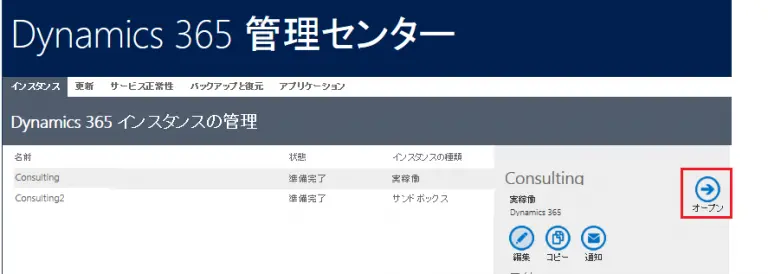 Dynamics 365 管理センター
インスタンス 更新 サービス正常性 バックアップと復元 アプリケーション
Dynamics 365 インスタンスの管理
名前 状態 インスタンスの種類
Consulting 準備完了 実稼働
Consulting2 準備完了 サンドボックス
Consulting
実稼働
Dynamics 365
オープン
編集 コピー 通知